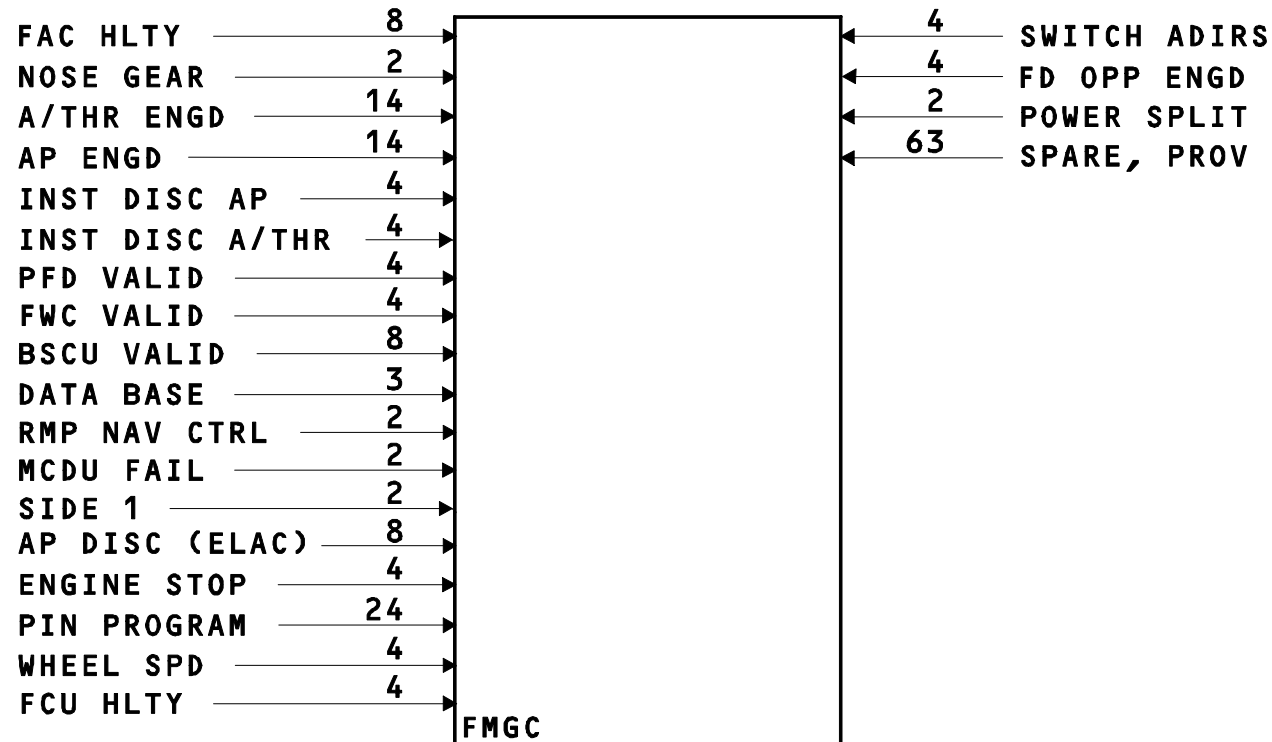 FAC HLTY 8
NOSE GEAR 2
A/THR ENGD 14
AP ENGD 14
INST DISC AP 4
INST DISC A/THR 4
PFD VALID 4
FWC VALID 4
BSCU VALID 8
DATA BASE 3
RMP NAV CTRL 2
MCDU FAIL 2
SIDE 1 2
AP DISC (ELAC) 8
ENGINE STOP 4
PIN PROGRAM 24
WHEEL SPD 4
FCU HLTY 4
FMGC
4 SWITCH ADIRS
4 FD OPP ENGD
2 POWER SPLIT
63 SPARE, PROV